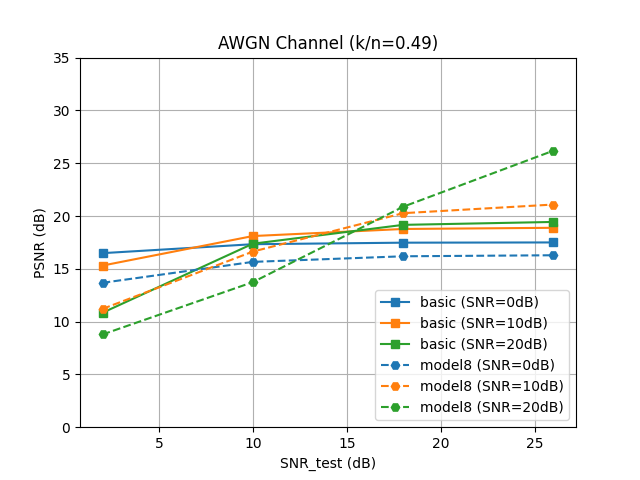 AWGN Channel (k/n=0.49)
35
30
25
20
15
10
5
0
PSNR (dB)
5
10
15
20
25
SNR_test (dB)
basic (SNR=0dB)
basic (SNR=10dB)
basic (SNR=20dB)
model8 (SNR=0dB)
model8 (SNR=10dB)
model8 (SNR=20dB)